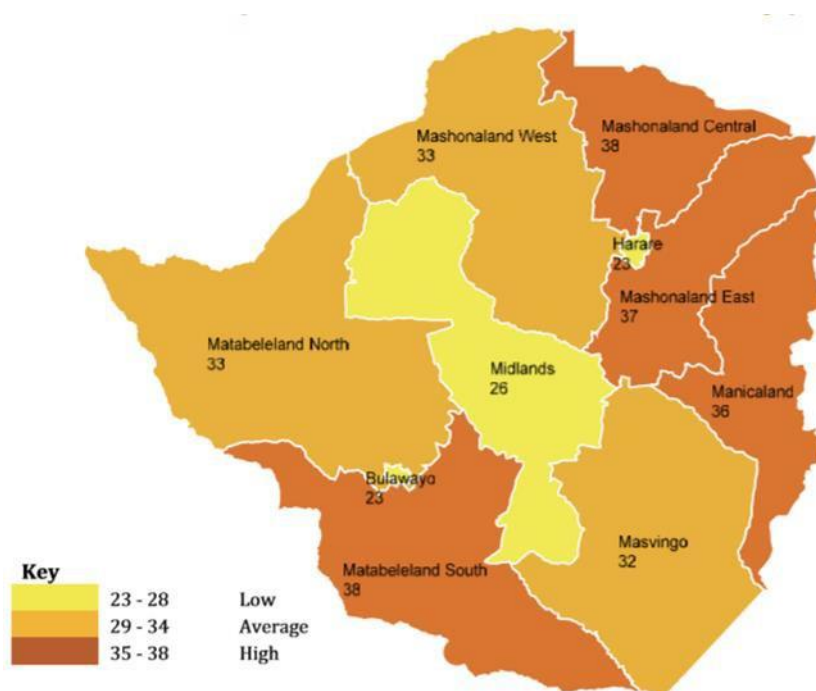 Mashonaland Central
38
Mashonaland West
33
Harare
23
Mashonaland East
37
Matabeleland North
33
Midlands
26
Manicaland
36
Bulawayo
23
Masvingo
32
Matabeleland South
38
Key
23 - 28 Low
29 - 34 Average
35 - 38 High